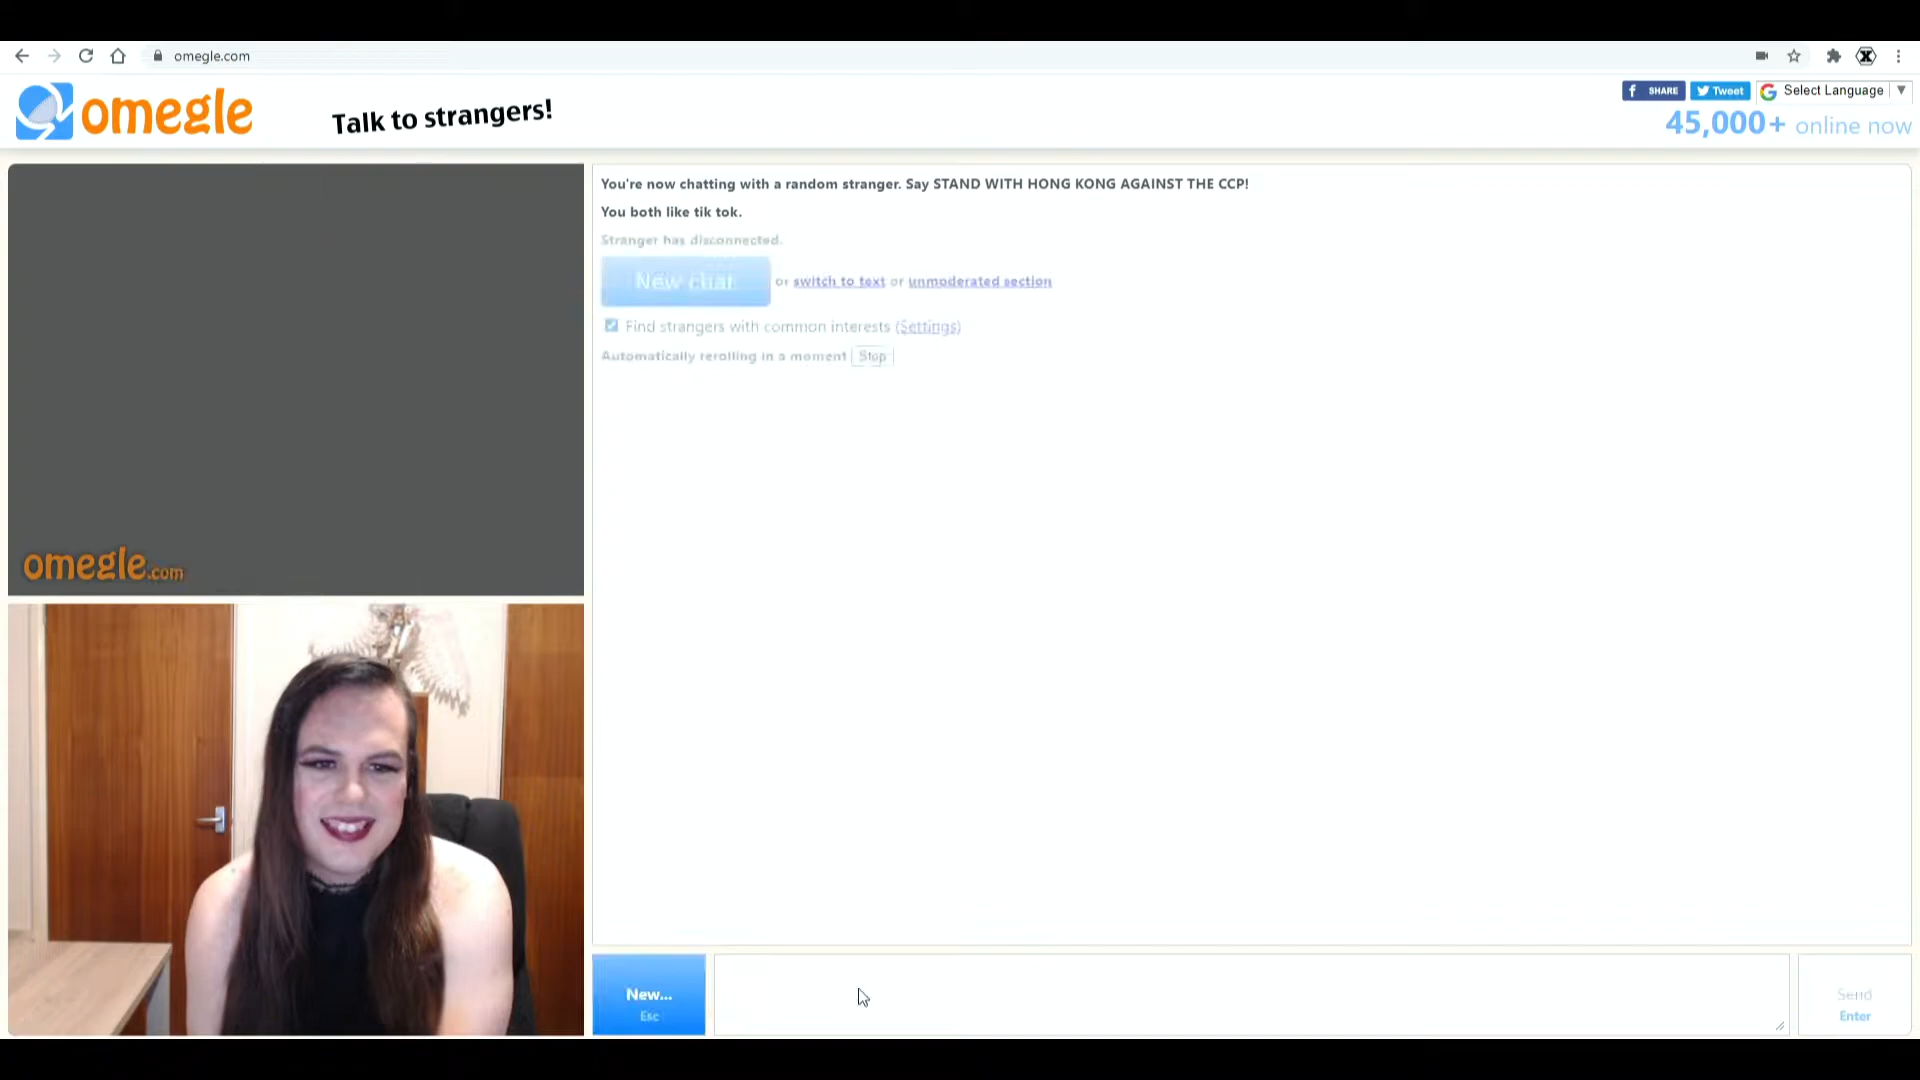 omegle.com
omegle
Talk to strangers!
f SHARE
Tweet
G Select Language ▼
45,000+ online now
You're now chatting with a random stranger. Say STAND WITH HONG KONG AGAINST THE CCP!
You both like tik tok.
Stranger has disconnected.
New chat or switch to text or unmoderated section
Find strangers with common interests (Settings)
Automatically rerolling in a moment Stop
omegle.com
New...
Esc
Send
Enter